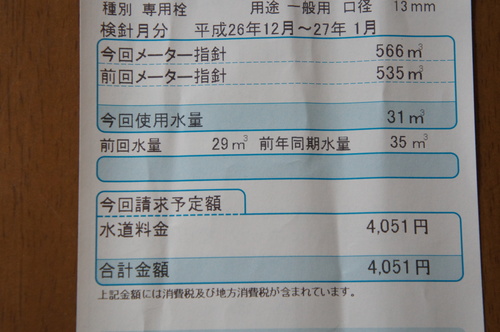 種別 専用栓 用途 一般用 口径 13mm
検針月分 平成26年12月～27年 1月
今回メーター指針 566㎥
前回メーター指針 535㎥
今回使用水量 31㎥
前回水量 29㎥ 前年同期水量 35㎥
今回請求予定額
水道料金 4,051円
合計金額 4,051円
上記金額には消費税及び地方消費税が含まれています。